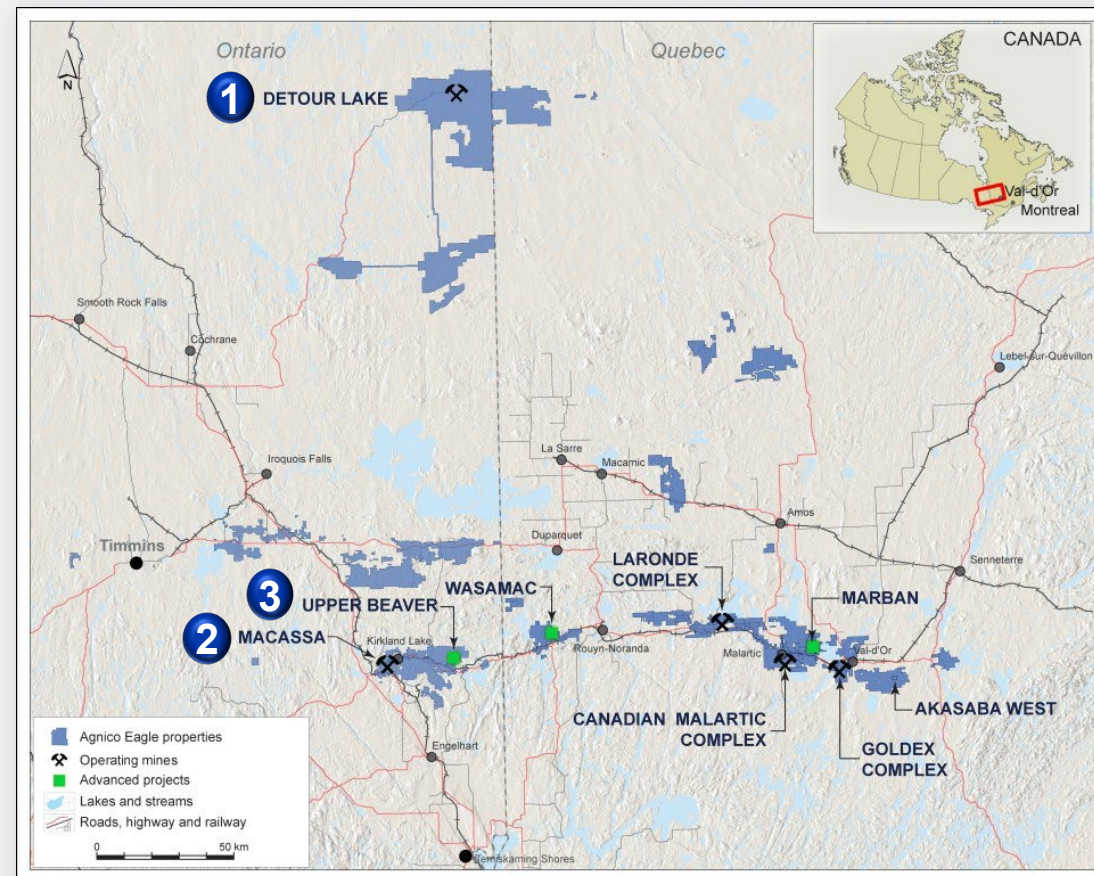 Ontario
Quebec
CANADA
Val-d'Or
Montreal
N
1
DETOUR LAKE
Smooth Rock Falls
Cochrane
Lebel-sur-Quévillon
Iroquois Falls
La Sarre
Macamic
Amos
Timmins
Duparquet
Senneterre
LARONDE
COMPLEX
WASAMAC
MARBAN
3
UPPER BEAVER
2
MACASSA
Kirkland Lake
Rouyn-Noranda
Malartic
Val-d'Or
CANADIAN MALARTIC
COMPLEX
AKASABA WEST
GOLDEX
COMPLEX
Engelhart
Temiskaming Shores
Agnico Eagle properties
Operating mines
Advanced projects
Lakes and streams
Roads, highway and railway
0 50 km